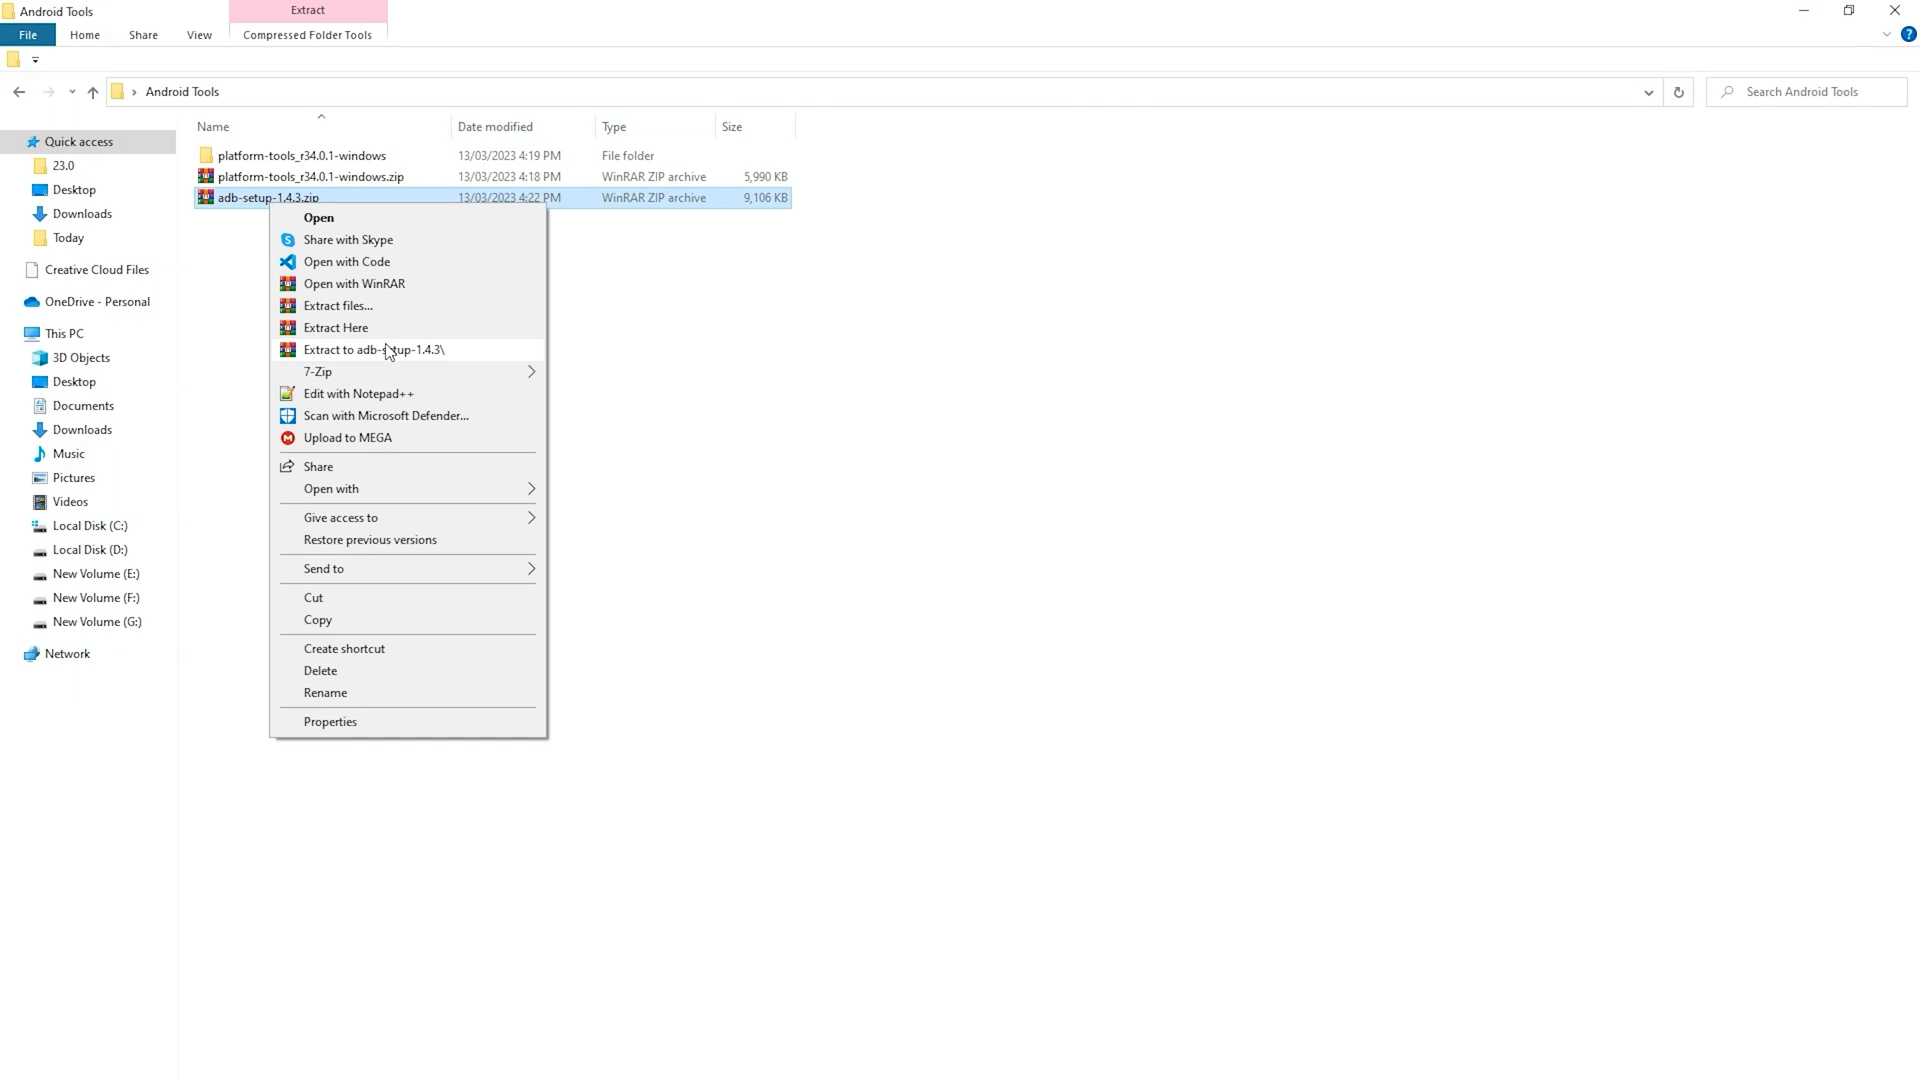 Android Tools
Extract
File
Home
Share
View
Compressed Folder Tools
Android Tools
Search Android Tools
Name
Date modified
Type
Size
platform-tools_r34.0.1-windows 13/03/2023 4:19 PM File folder
platform-tools_r34.0.1-windows.zip 13/03/2023 4:18 PM WinRAR ZIP archive 5,990 KB
adb-setup-1.4.3.zip 13/03/2023 4:22 PM WinRAR ZIP archive 9,106 KB
Quick access
23.0
Desktop
Downloads
Today
Creative Cloud Files
OneDrive - Personal
This PC
3D Objects
Desktop
Documents
Downloads
Music
Pictures
Videos
Local Disk (C:)
Local Disk (D:)
New Volume (E:)
New Volume (F:)
New Volume (G:)
Network
Open
Share with Skype
Open with Code
Open with WinRAR
Extract files...
Extract Here
Extract to adb-setup-1.4.3\
7-Zip
Edit with Notepad++
Scan with Microsoft Defender...
Upload to MEGA
Share
Open with
Give access to
Restore previous versions
Send to
Cut
Copy
Create shortcut
Delete
Rename
Properties